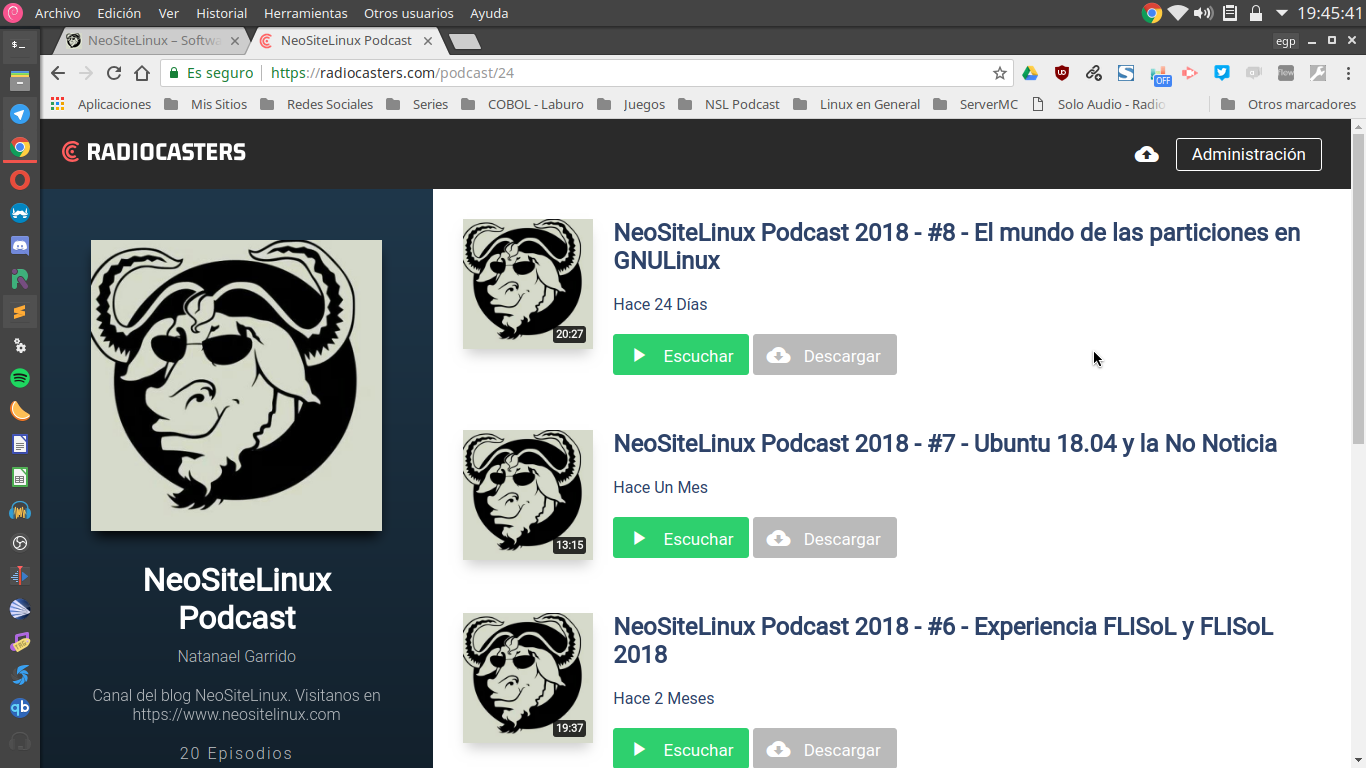 Archivo Edición Ver Historial Herramientas Otros usuarios Ayuda 19:45:41
NeoSiteLinux – Softwa NeoSiteLinux Podcast egp
Es seguro https://radiocasters.com/podcast/24 OFF
Aplicaciones Mis Sitios Redes Sociales Series COBOL - Laburo Juegos NSL Podcast Linux en General ServerMC Solo Audio - Radio Otros marcadores
RADIOCASTERS
Administración
NeoSiteLinux
Podcast
Natanael Garrido
Canal del blog NeoSiteLinux. Visitanos en
https://www.neositelinux.com
20 Episodios
20:27
NeoSiteLinux Podcast 2018 - #8 - El mundo de las particiones en
GNULinux
Hace 24 Días
Escuchar Descargar
13:15
NeoSiteLinux Podcast 2018 - #7 - Ubuntu 18.04 y la No Noticia
Hace Un Mes
Escuchar Descargar
19:37
NeoSiteLinux Podcast 2018 - #6 - Experiencia FLISoL y FLISoL
2018
Hace 2 Meses
Escuchar Descargar